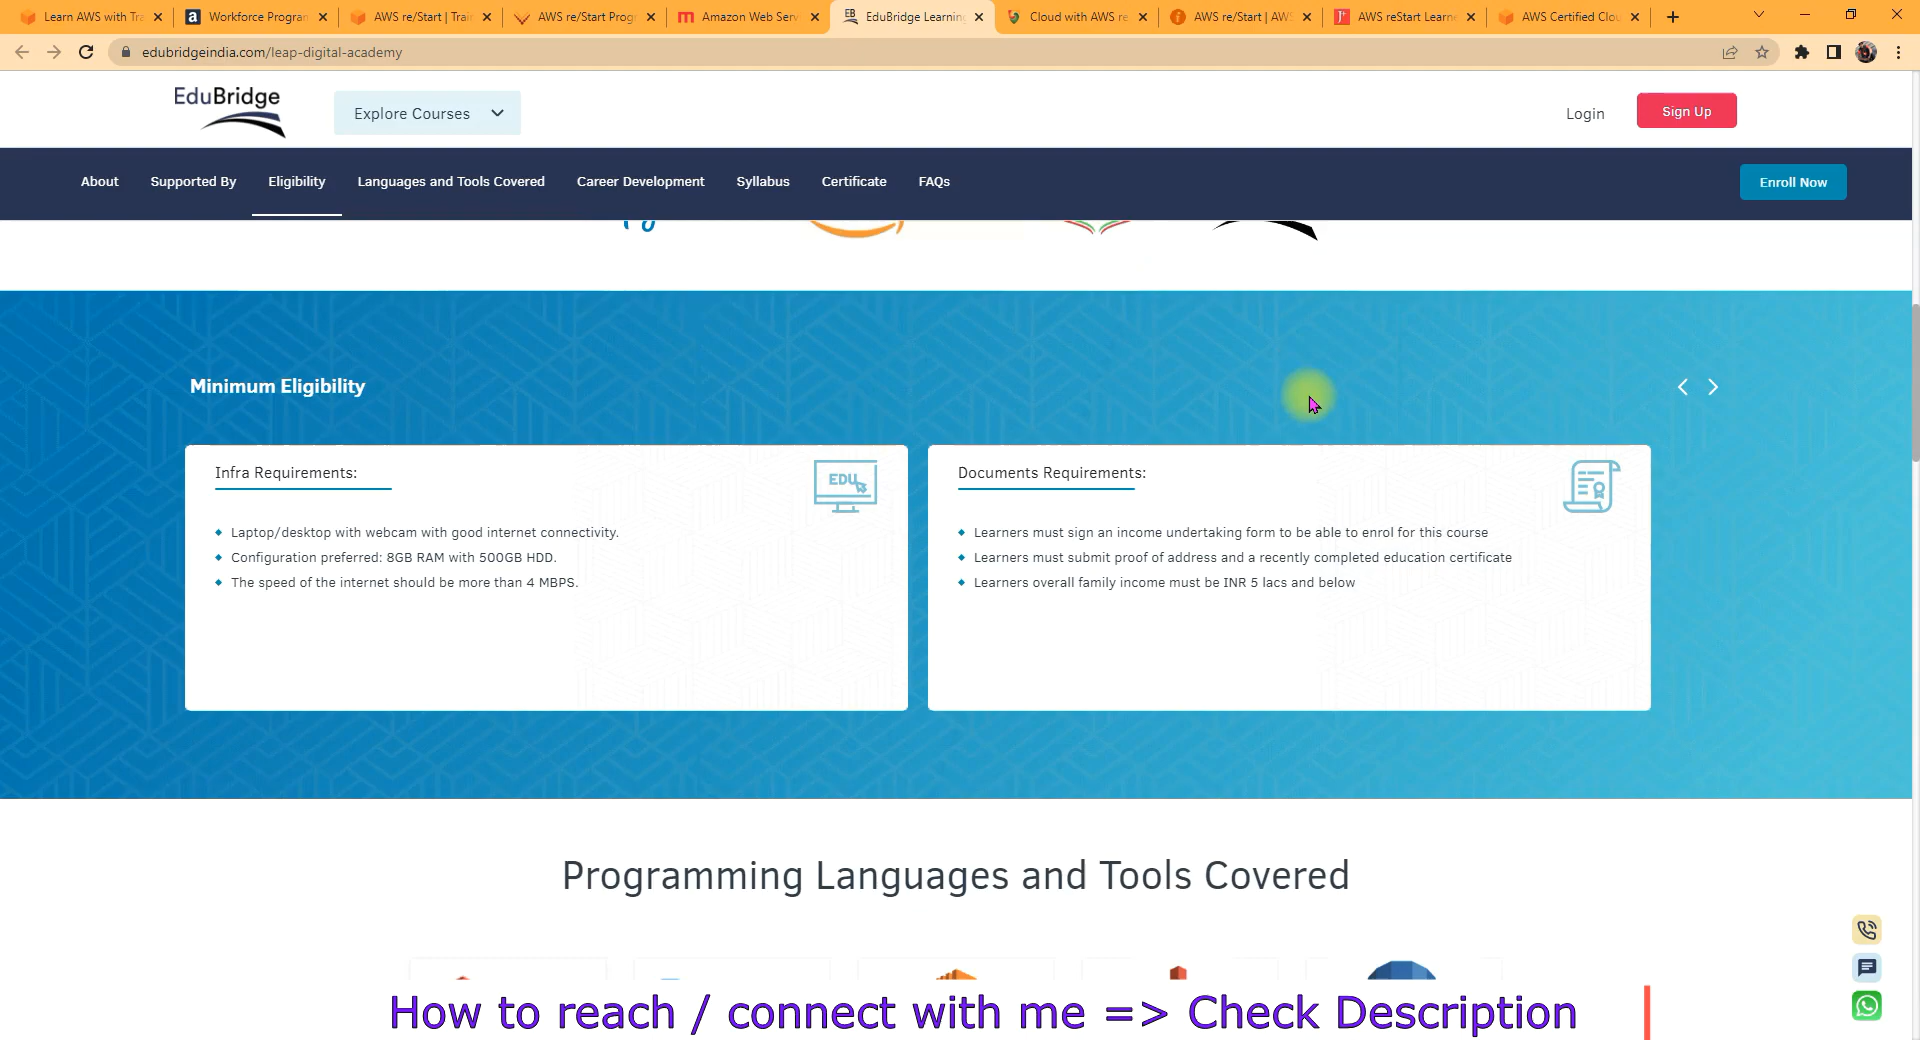 Learn AWS with Tra
Workforce Program
AWS re/Start | Trai
AWS re/Start Prog
Amazon Web Serv
EduBridge Learning
Cloud with AWS re
AWS re/Start | AWS
AWS reStart Learne
AWS Certified Clou
edubridgeindia.com/leap-digital-academy
EduBridge
Explore Courses
Login
Sign Up
About
Supported By
Eligibility
Languages and Tools Covered
Career Development
Syllabus
Certificate
FAQs
Enroll Now
Minimum Eligibility
Infra Requirements:
EDU
Laptop/desktop with webcam with good internet connectivity.
Configuration preferred: 8GB RAM with 500GB HDD.
The speed of the internet should be more than 4 MBPS.
Documents Requirements:
Learners must sign an income undertaking form to be able to enrol for this course
Learners must submit proof of address and a recently completed education certificate
Learners overall family income must be INR 5 lacs and below
Programming Languages and Tools Covered
How to reach / connect with me => Check Description